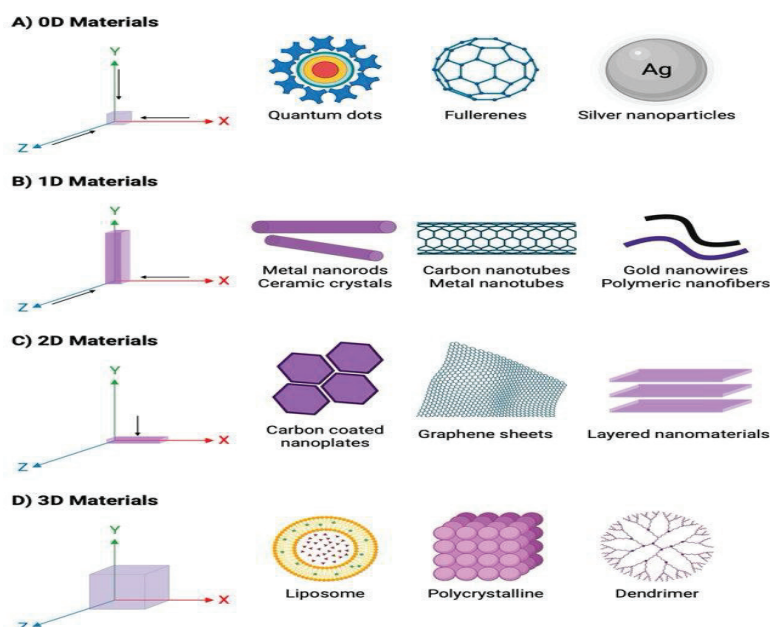 A) 0D Materials
Y
X
Z
Ag
Quantum dots
Fullerenes
Silver nanoparticles
B) 1D Materials
Y
X
Z
Metal nanorods
Ceramic crystals
Carbon nanotubes
Metal nanotubes
Gold nanowires
Polymeric nanofibers
C) 2D Materials
Y
X
Z
Carbon coated
nanoplates
Graphene sheets
Layered nanomaterials
D) 3D Materials
Y
X
Z
Liposome
Polycrystalline
Dendrimer